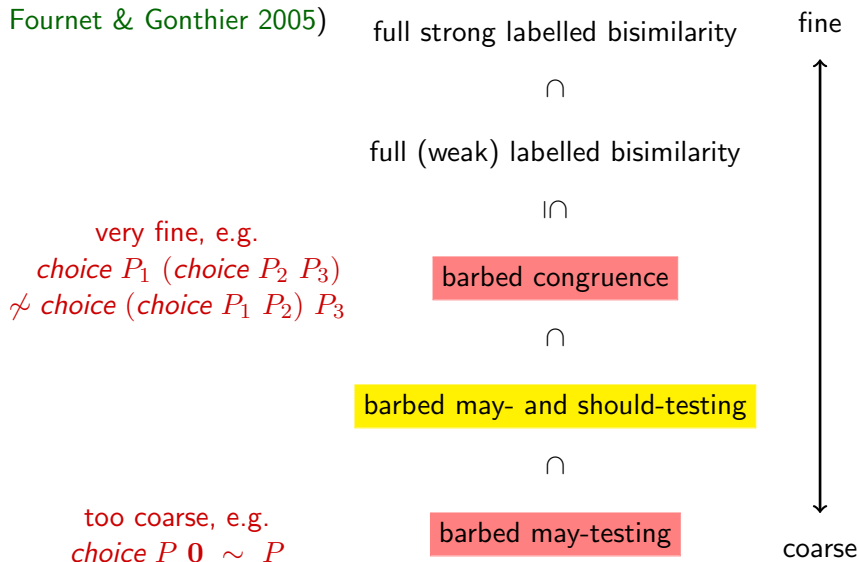 Fournet & Gonthier 2005)
full strong labelled bisimilarity
fine
∩
full (weak) labelled bisimilarity
I∩
very fine, e.g.
choice P₁ (choice P₂ P₃)
≁ choice (choice P₁ P₂) P₃
barbed congruence
∩
barbed may- and should-testing
∩
too coarse, e.g.
choice P 0 ∼ P
barbed may-testing
coarse